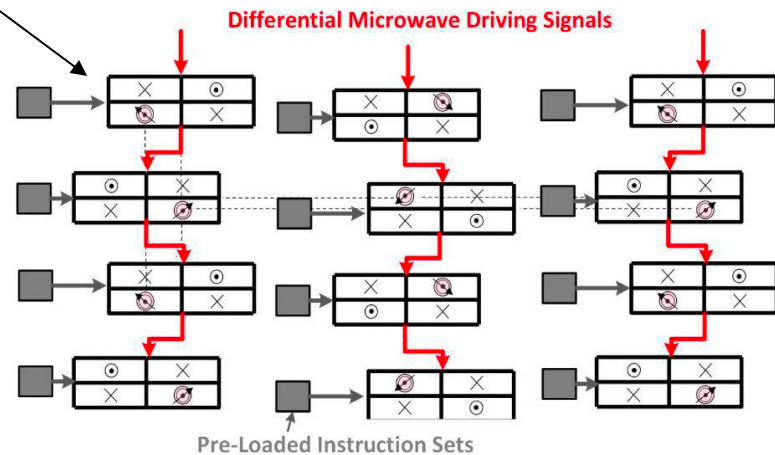 Differential Microwave Driving Signals
Pre-Loaded Instruction Sets